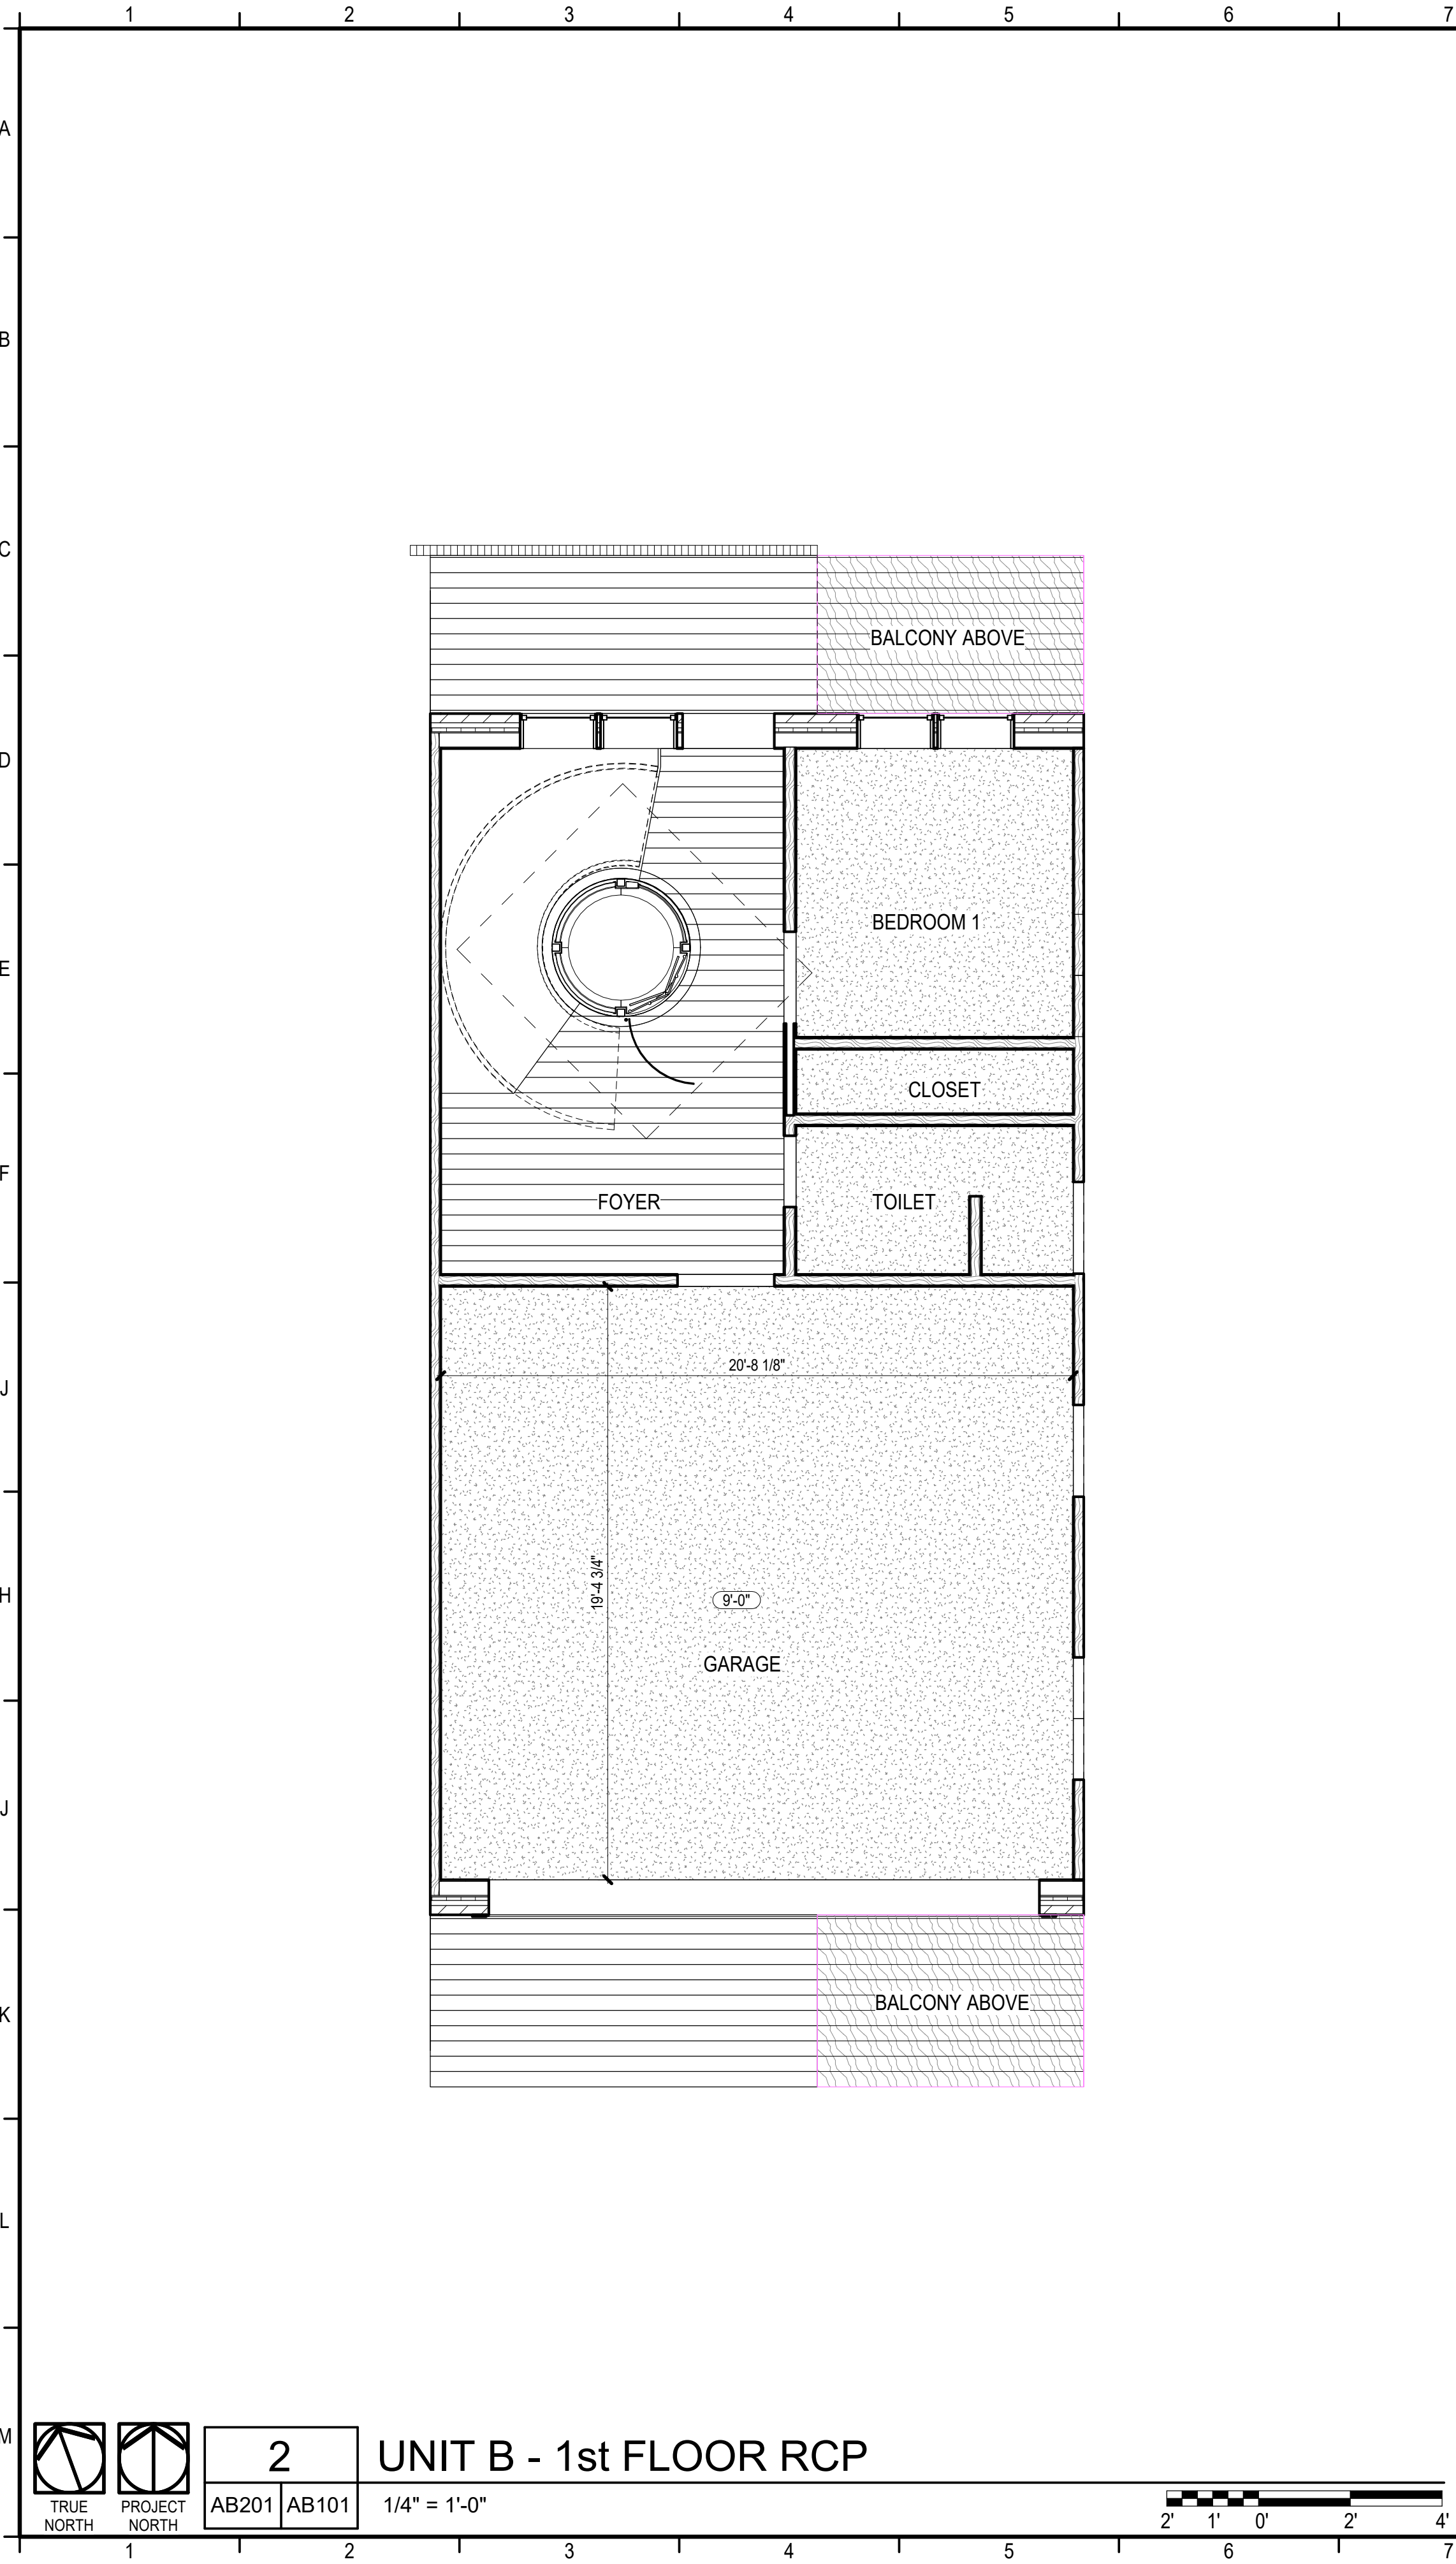 1 2 3 4 5 6 7
A
B
C
BALCONY ABOVE
D
BEDROOM 1
E
CLOSET
F
FOYER
TOILET
20'-8 1/8"
J
19'-4 3/4"
9'-0"
H
GARAGE
J
BALCONY ABOVE
K
L
M
2
UNIT B - 1st FLOOR RCP
TRUE
NORTH
PROJECT
NORTH
AB201 AB101
1/4" = 1'-0"
2' 1' 0' 2' 4'
1 2 3 4 5 6 7